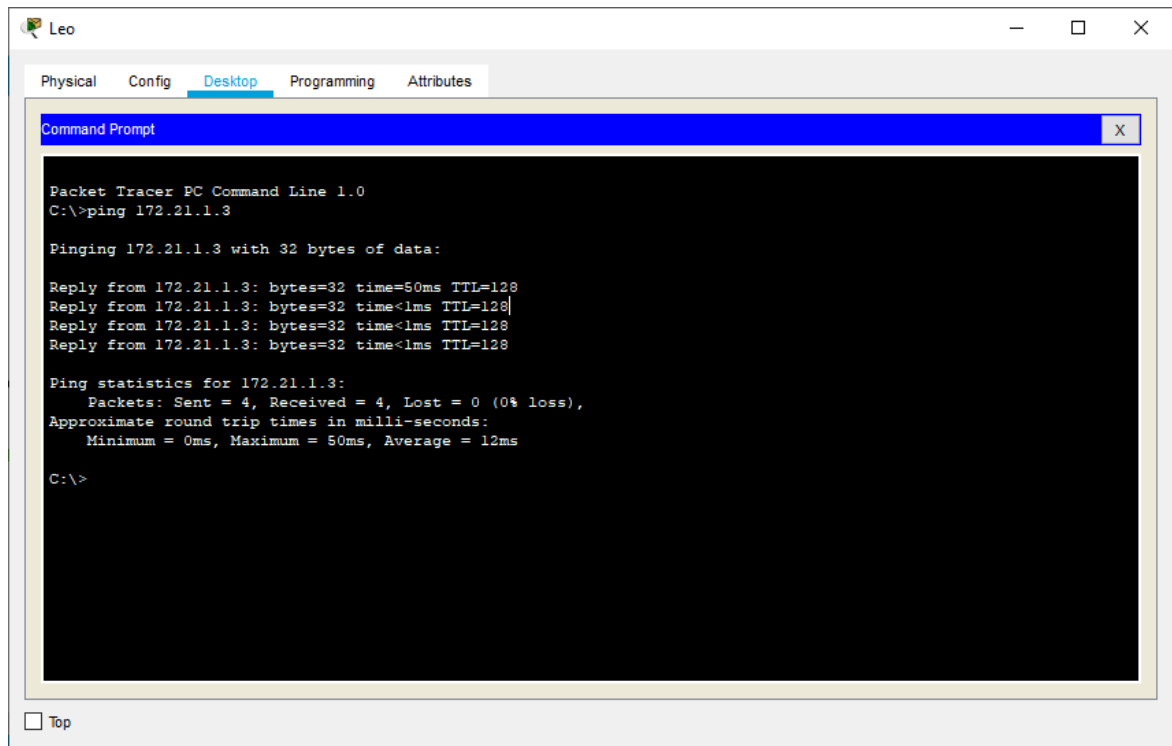 Leo
Physical Config Desktop Programming Attributes
Command Prompt
X
Packet Tracer PC Command Line 1.0
C:\>ping 172.21.1.3
Pinging 172.21.1.3 with 32 bytes of data:
Reply from 172.21.1.3: bytes=32 time=50ms TTL=128
Reply from 172.21.1.3: bytes=32 time<1ms TTL=128
Reply from 172.21.1.3: bytes=32 time<1ms TTL=128
Reply from 172.21.1.3: bytes=32 time<1ms TTL=128
Ping statistics for 172.21.1.3:
Packets: Sent = 4, Received = 4, Lost = 0 (0% loss),
Approximate round trip times in milli-seconds:
Minimum = 0ms, Maximum = 50ms, Average = 12ms
C:\>
Top